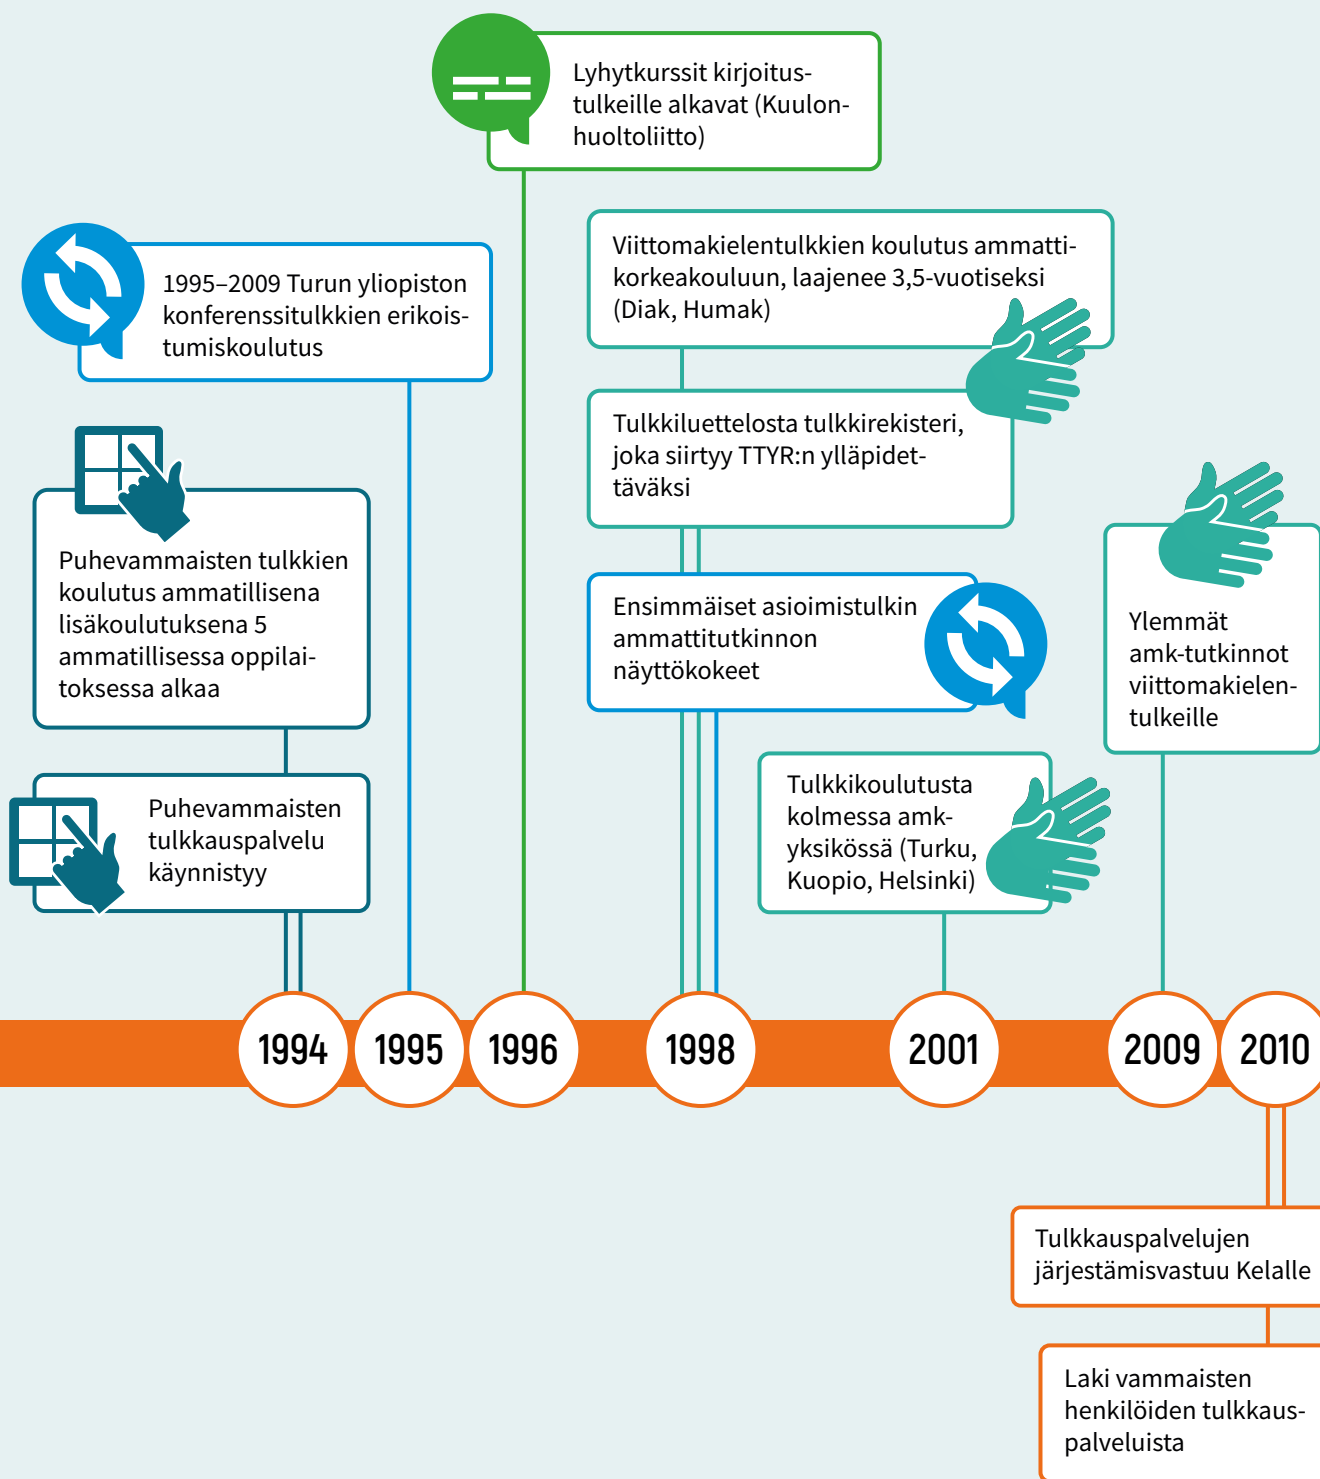 Lyhytkurssit kirjoitus-
tulkeille alkavat (Kuulon-
huoltoliitto)
1995–2009 Turun yliopiston
konferenssitulkkien erikois-
tumiskoulutus
Viittomakielentulkkien koulutus ammatti-
korkeakouluun, laajenee 3,5-vuotiseksi
(Diak, Humak)
Tulkkiluettelosta tulkkirekisteri,
joka siirtyy TTYR:n ylläpidet-
täväksi
Puhevammaisten tulkkien
koulutus ammatillisena
lisäkoulutuksena 5
ammatillisessa oppilai-
toksessa alkaa
Ensimmäiset asioimistulkin
ammattitutkinnon
näyttökokeet
Ylemmät
amk-tutkinnot
viittomakielen-
tulkeille
Puhevammaisten
tulkkauspalvelu
käynnistyy
Tulkkikoulutusta
kolmessa amk-
yksikössä (Turku,
Kuopio, Helsinki)
1994
1995
1996
1998
2001
2009
2010
Tulkkauspalvelujen
järjestämisvastuu Kelalle
Laki vammaisten
henkilöiden tulkkaus-
palveluista